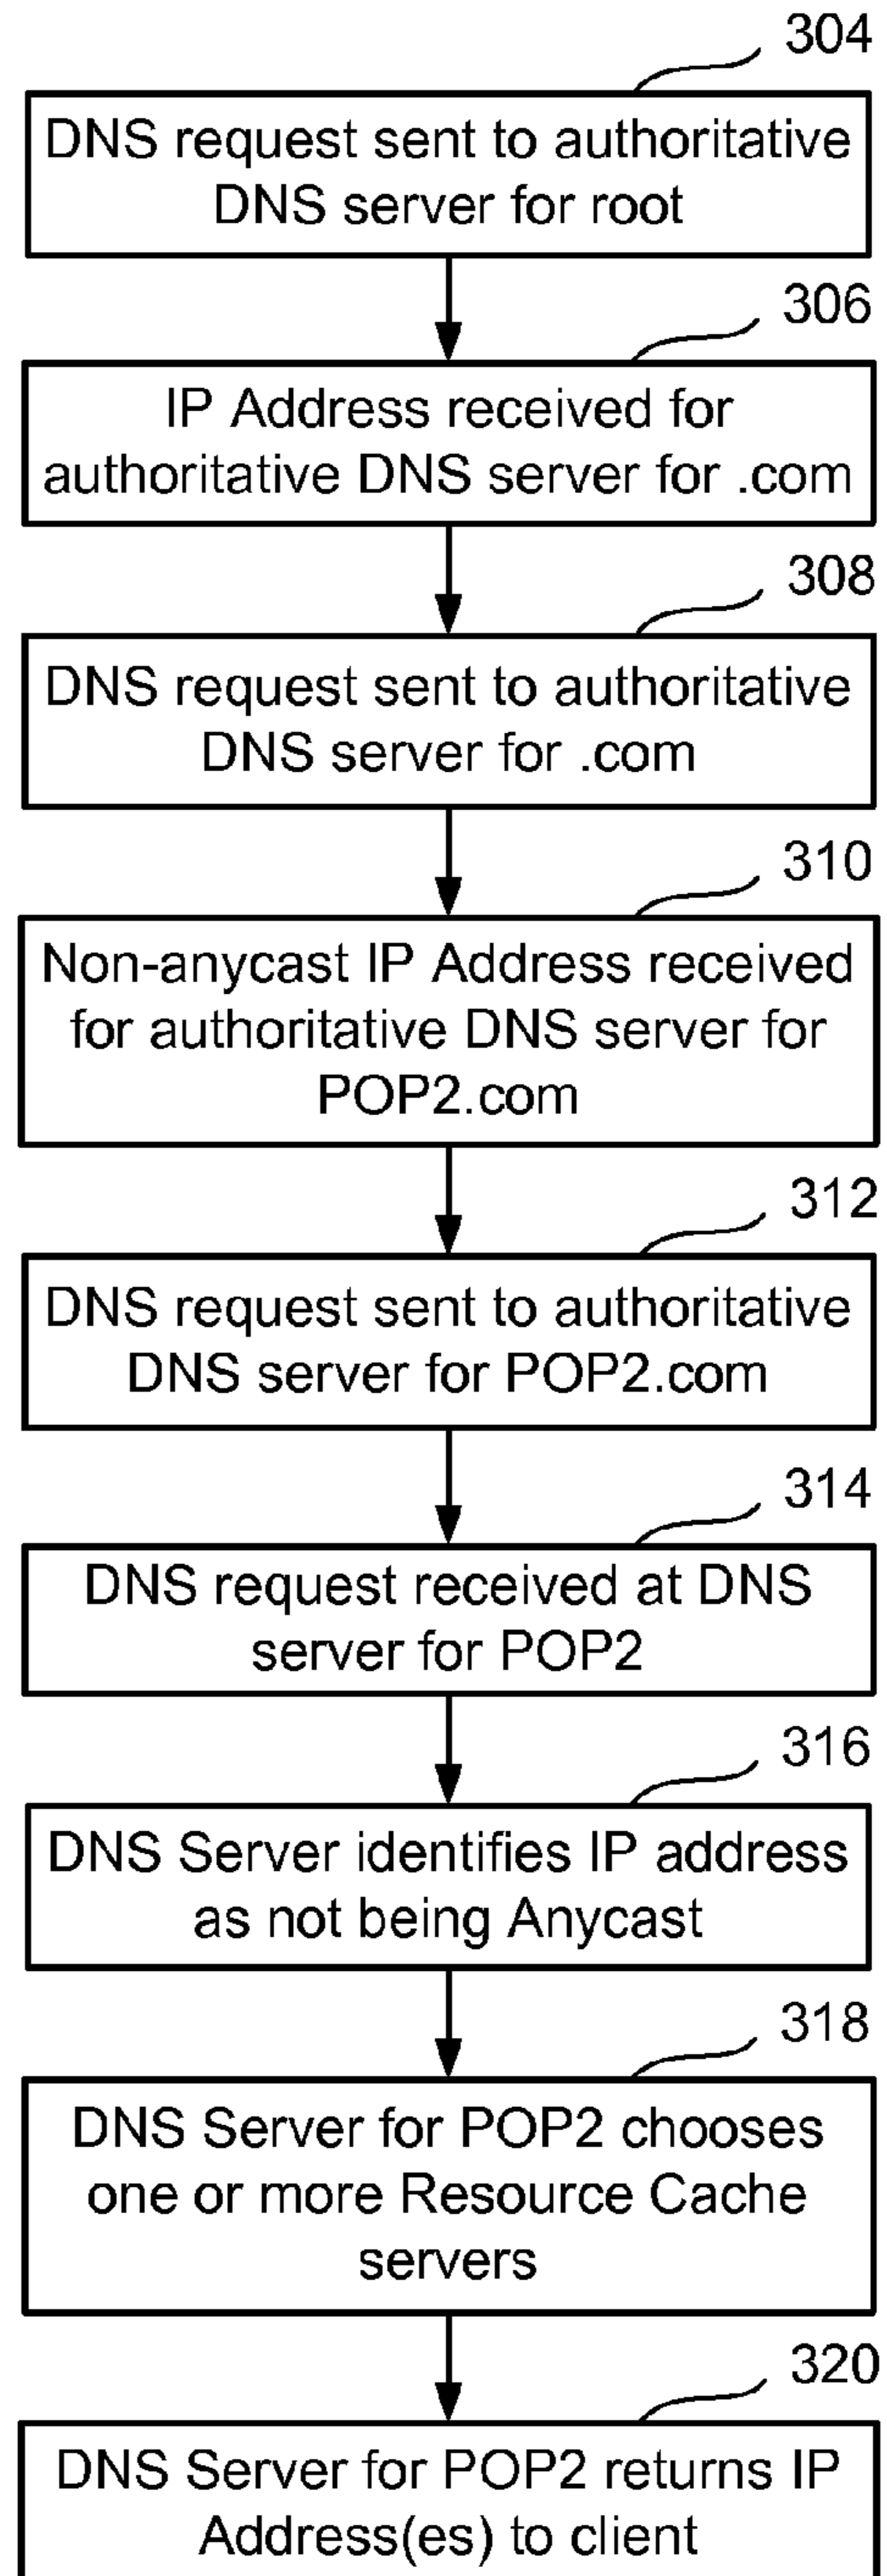 304
DNS request sent to authoritative
DNS server for root
306
IP Address received for
authoritative DNS server for .com
308
DNS request sent to authoritative
DNS server for .com
310
Non-anycast IP Address received
for authoritative DNS server for
POP2.com
312
DNS request sent to authoritative
DNS server for POP2.com
314
DNS request received at DNS
server for POP2
316
DNS Server identifies IP address
as not being Anycast
318
DNS Server for POP2 chooses
one or more Resource Cache
servers
320
DNS Server for POP2 returns IP
Address(es) to client